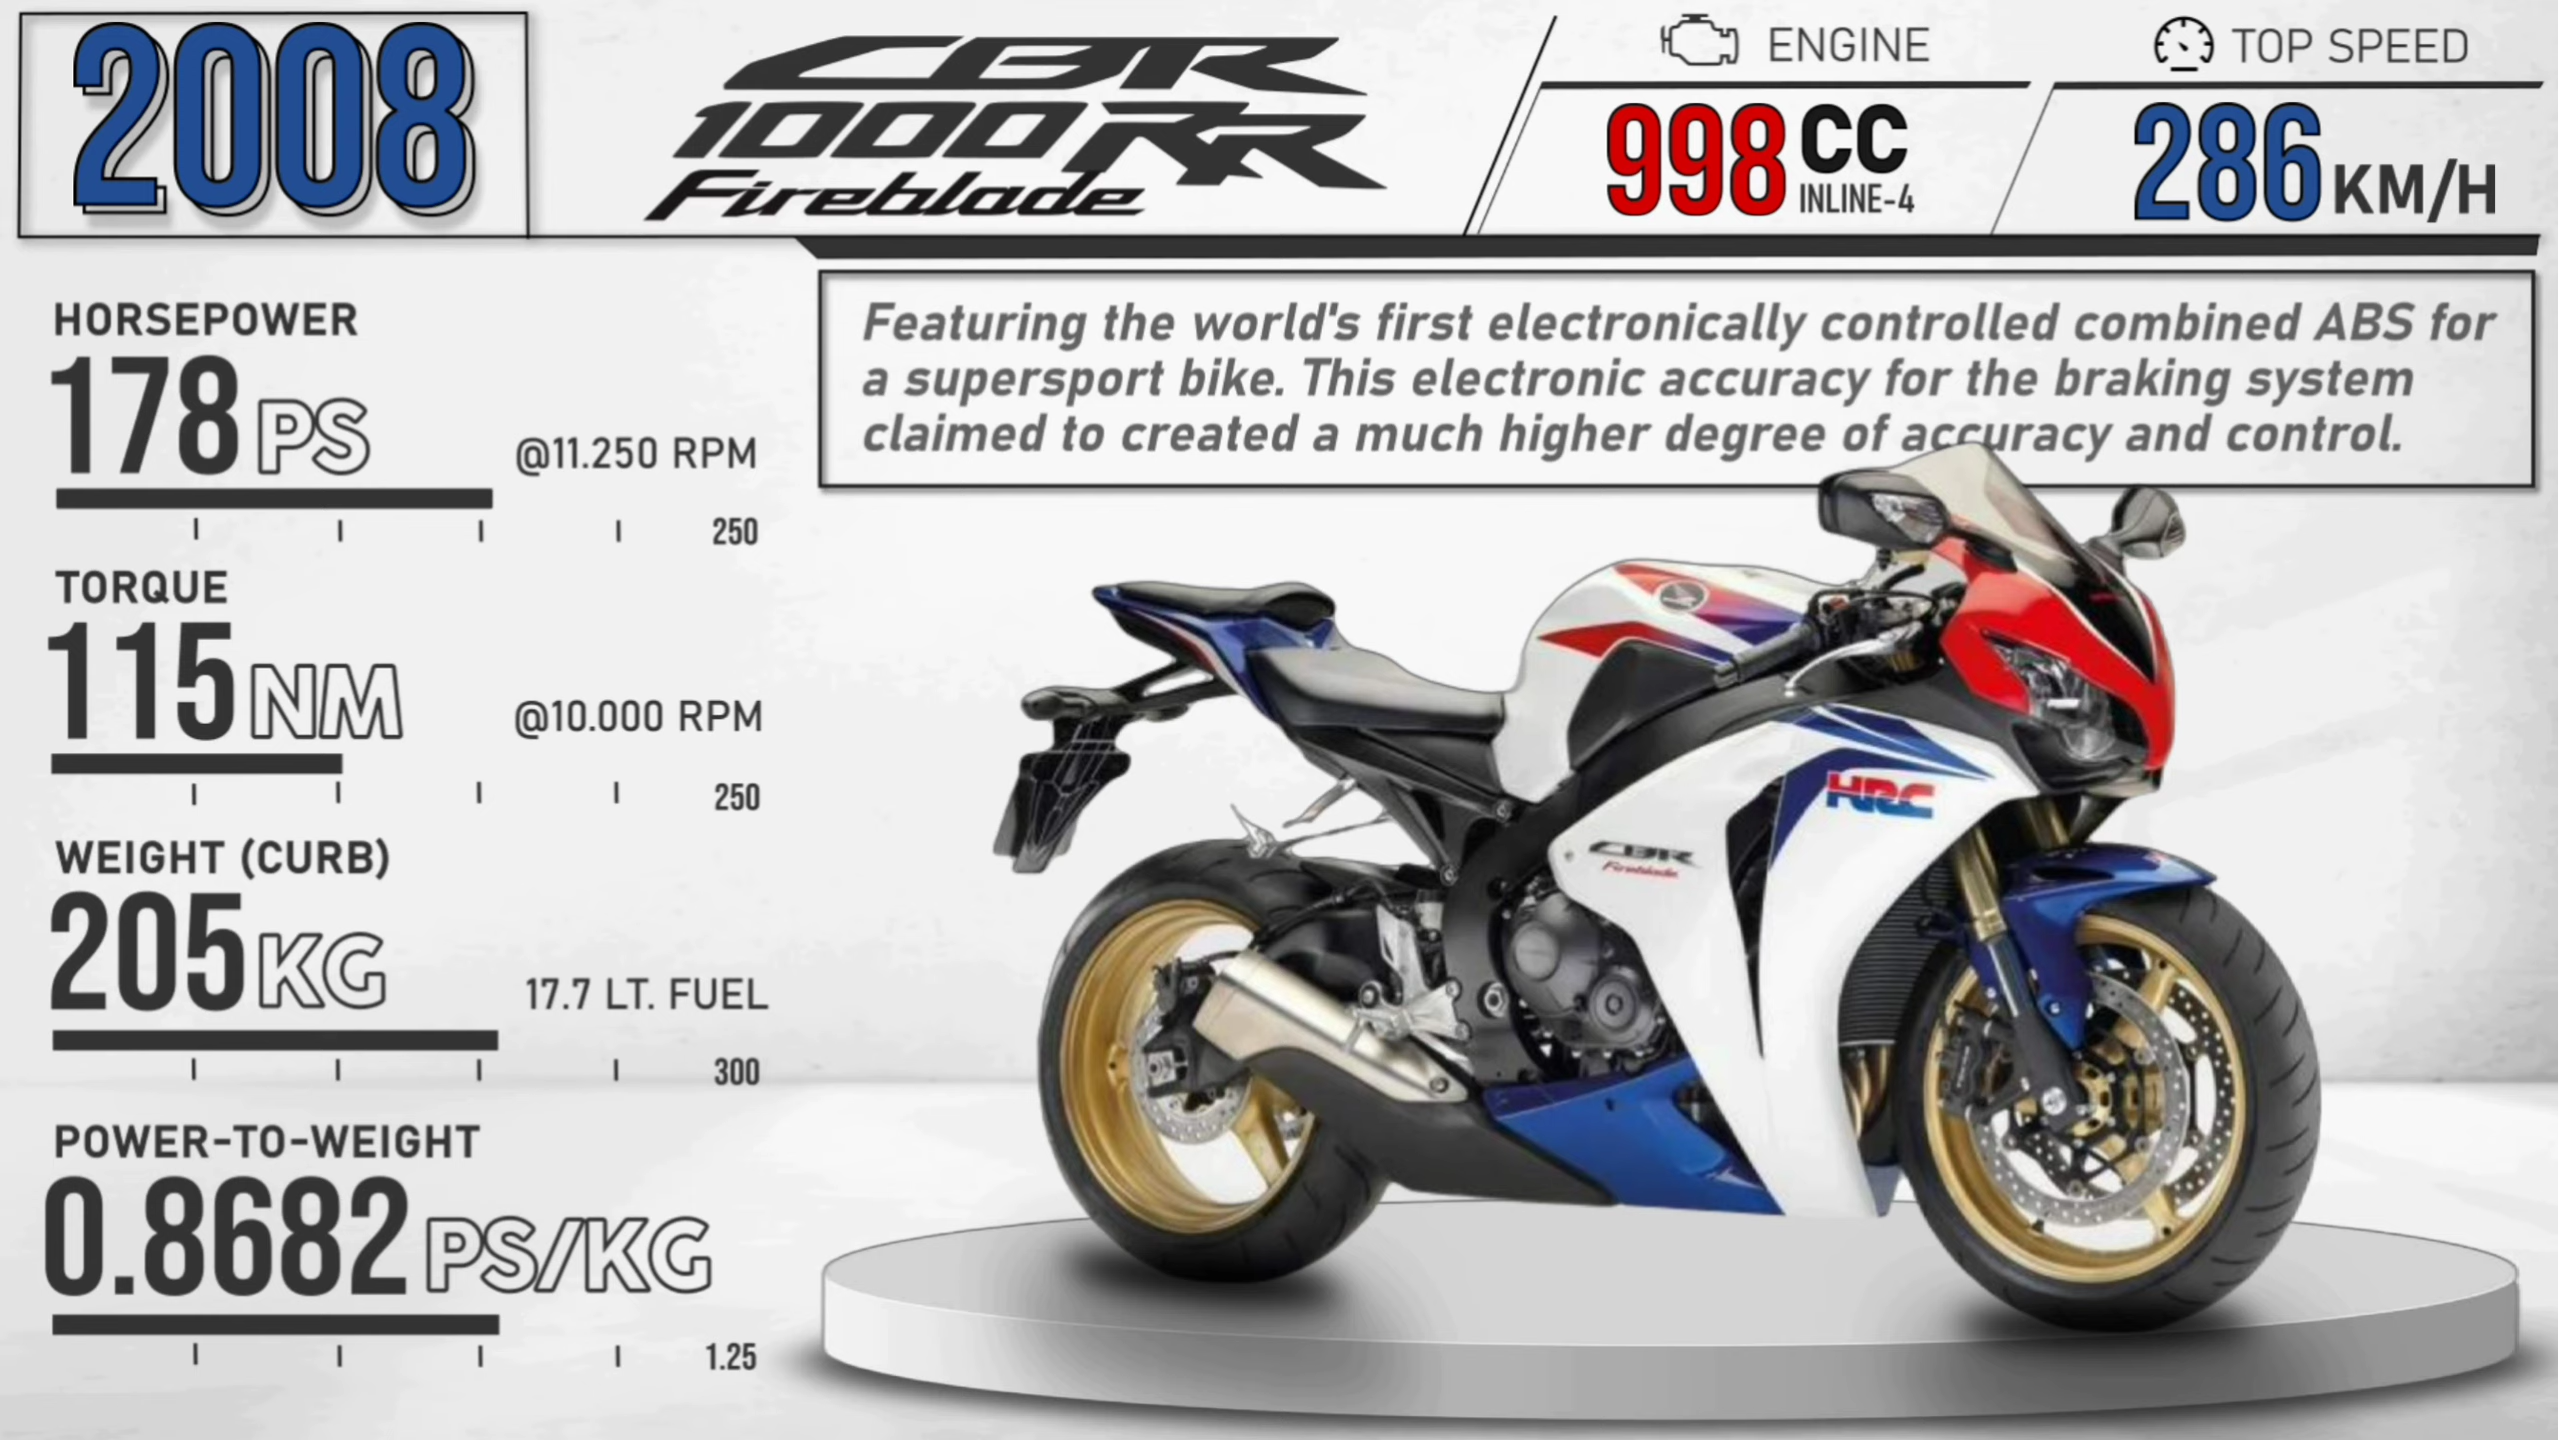 2008
CBR
1000RR
Fireblade
ENGINE
998 CC
INLINE-4
TOP SPEED
286 KM/H
Featuring the world's first electronically controlled combined ABS for
a supersport bike. This electronic accuracy for the braking system
claimed to created a much higher degree of accuracy and control.
HORSEPOWER
178 PS
@11.250 RPM
250
TORQUE
115 NM
@10.000 RPM
250
WEIGHT (CURB)
205 KG
17.7 LT. FUEL
300
POWER-TO-WEIGHT
0.8682 PS/KG
1.25
HRC
CBR
Fireblade